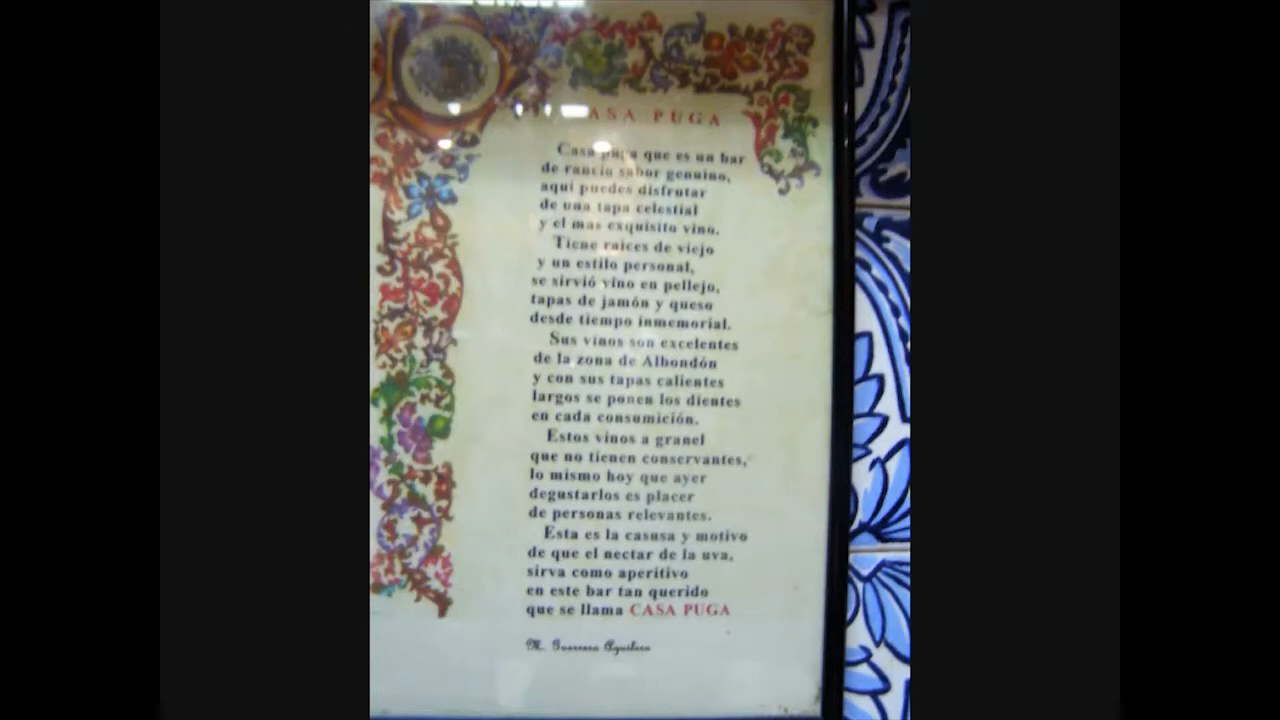 CASA PUGA
Casa puga que es un bar
de rancio sabor genuino,
aqui puedes disfrutar
de una tapa celestial
y el mas exquisito vino.
Tiene raices de viejo
y un estilo personal,
se sirvió vino en pellejo,
tapas de jamón y queso
desde tiempo inmemorial.
Sus vinos son excelentes
de la zona de Albondón
y con sus tapas calientes
largos se ponen los dientes
en cada consumición.
Estos vinos a granel
que no tienen conservantes,
lo mismo hoy que ayer
degustarlos es placer
de personas relevantes.
Esta es la casusa y motivo
de que el nectar de la uva,
sirva como aperitivo
en este bar tan querido
que se llama CASA PUGA
M. Guerrero Aguilera